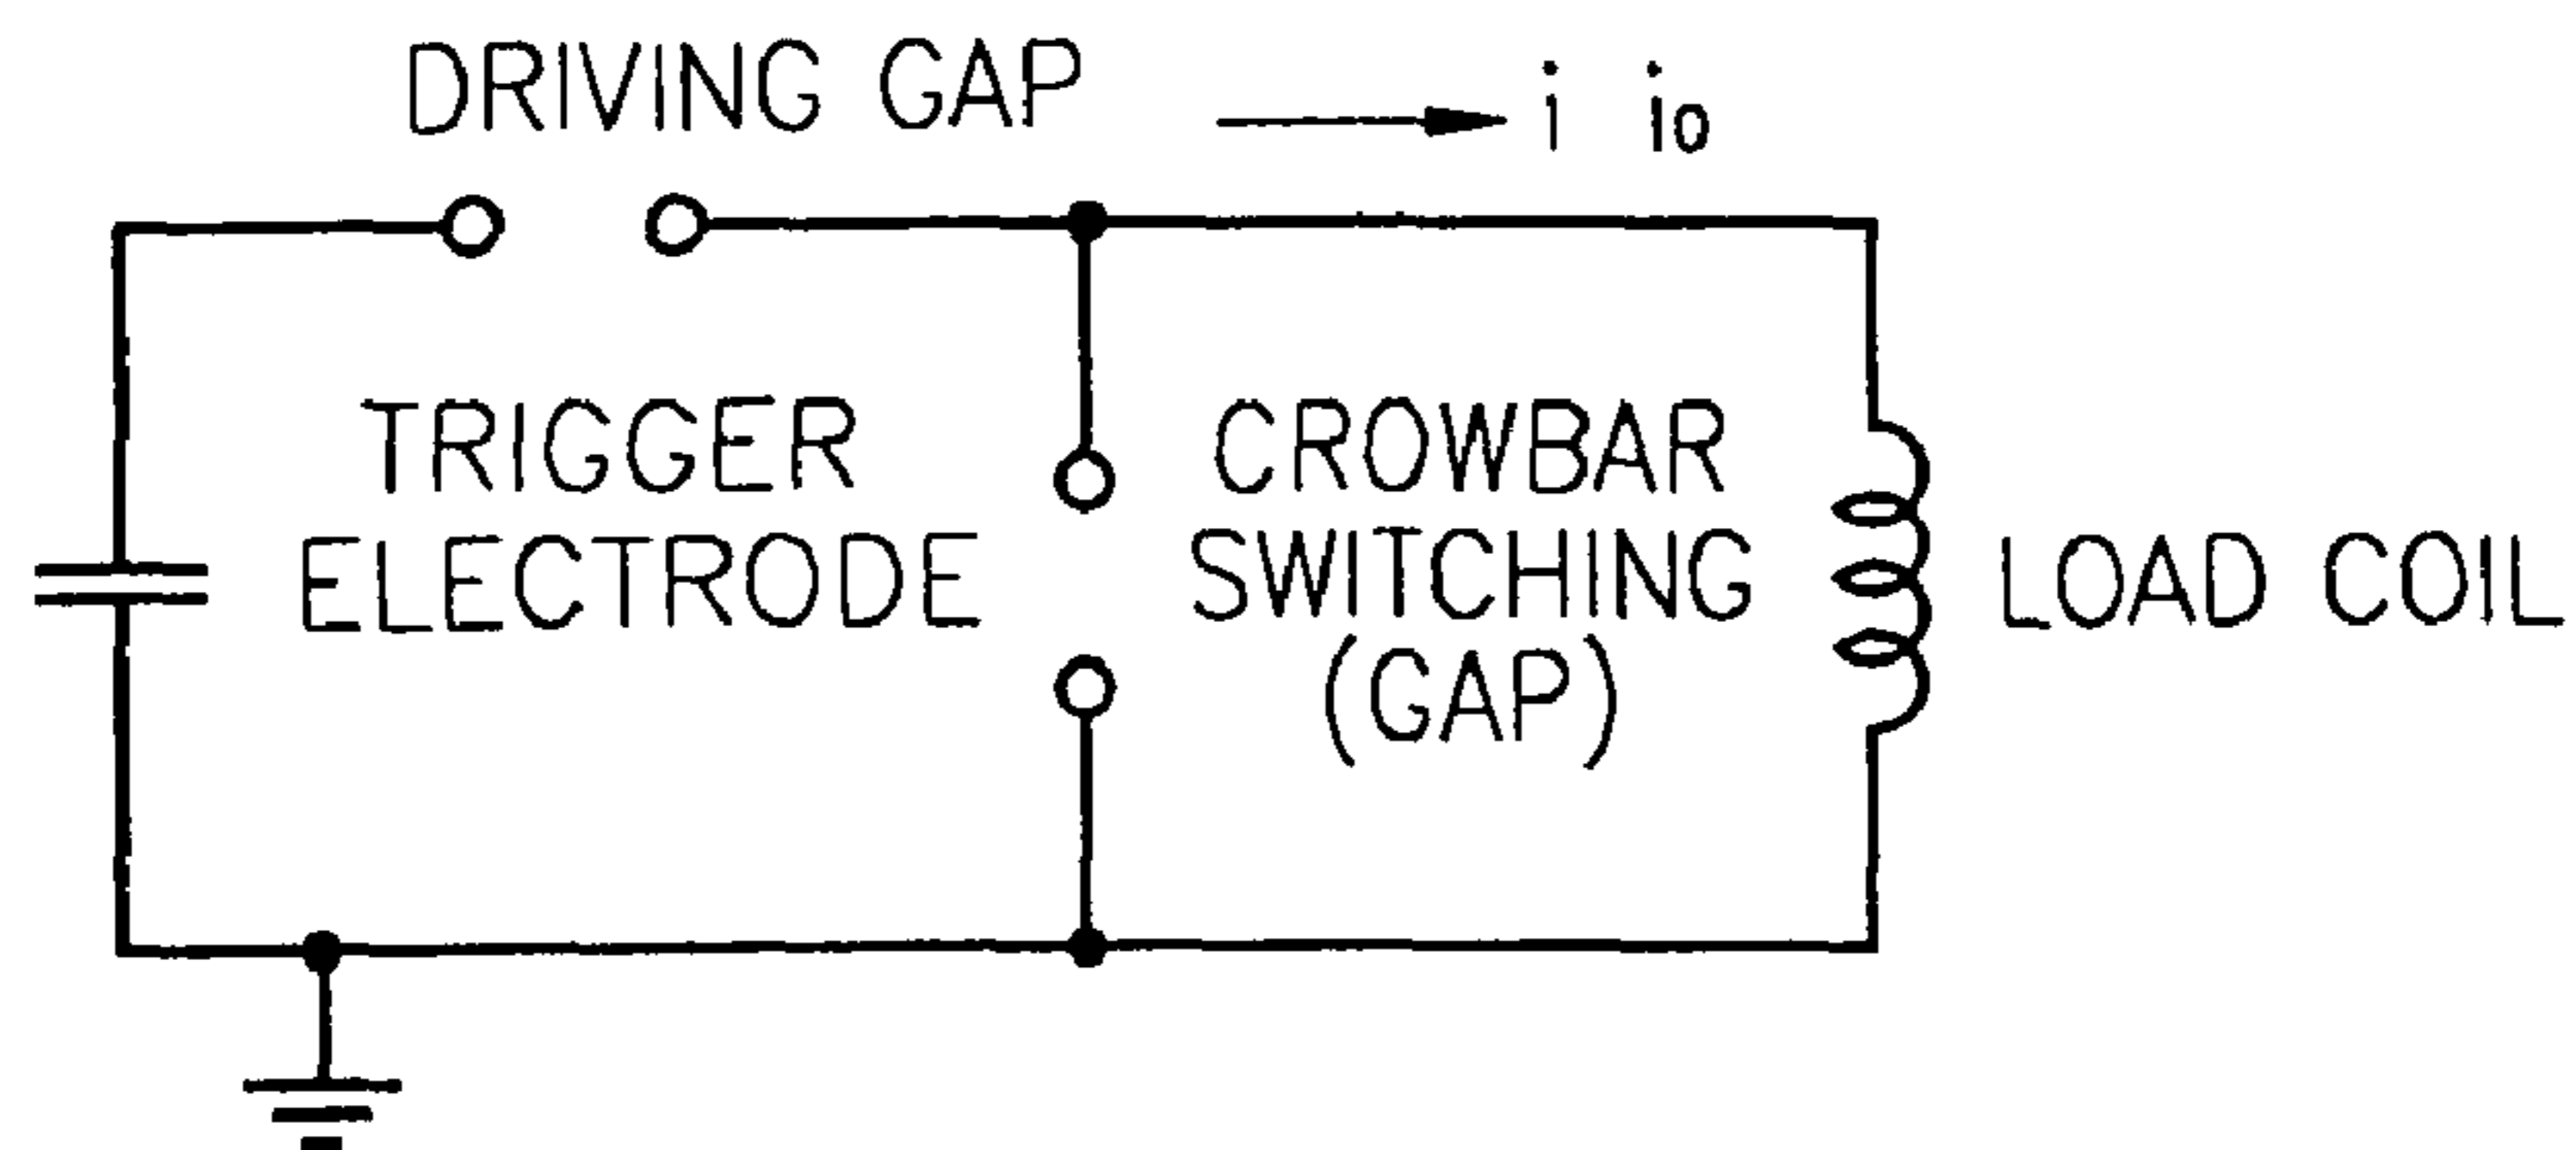 DRIVING GAP
i io
TRIGGER
ELECTRODE
CROWBAR
SWITCHING
(GAP)
LOAD COIL